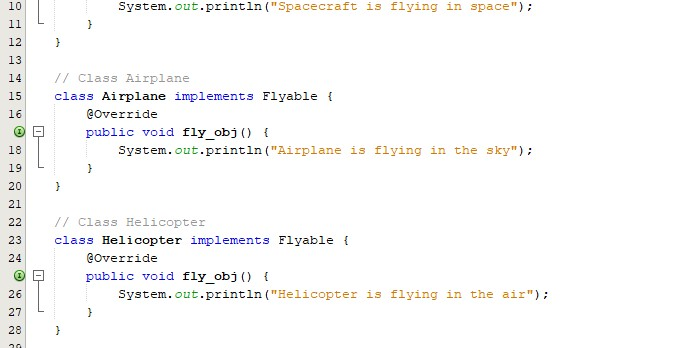 10 System.out.println("Spacecraft is flying in space");
11 }
12 }
13
14 // Class Airplane
15 class Airplane implements Flyable {
16 @Override
public void fly_obj() {
18 System.out.println("Airplane is flying in the sky");
19 }
20 }
21
22 // Class Helicopter
23 class Helicopter implements Flyable {
24 @Override
public void fly_obj() {
26 System.out.println("Helicopter is flying in the air");
27 }
28 }